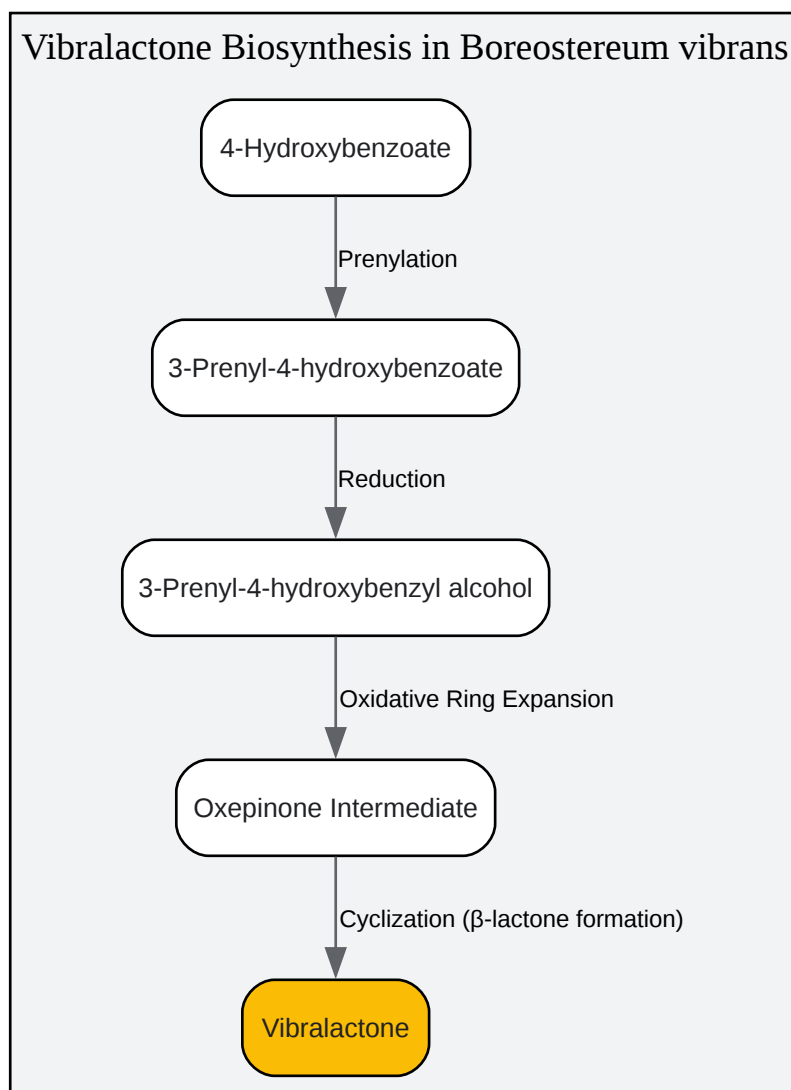 Vibralactone Biosynthesis in Boreostereum vibrans
4-Hydroxybenzoate
Prenylation
3-Prenyl-4-hydroxybenzoate
Reduction
3-Prenyl-4-hydroxybenzyl alcohol
Oxidative Ring Expansion
Oxepinone Intermediate
Cyclization (β-lactone formation)
Vibralactone